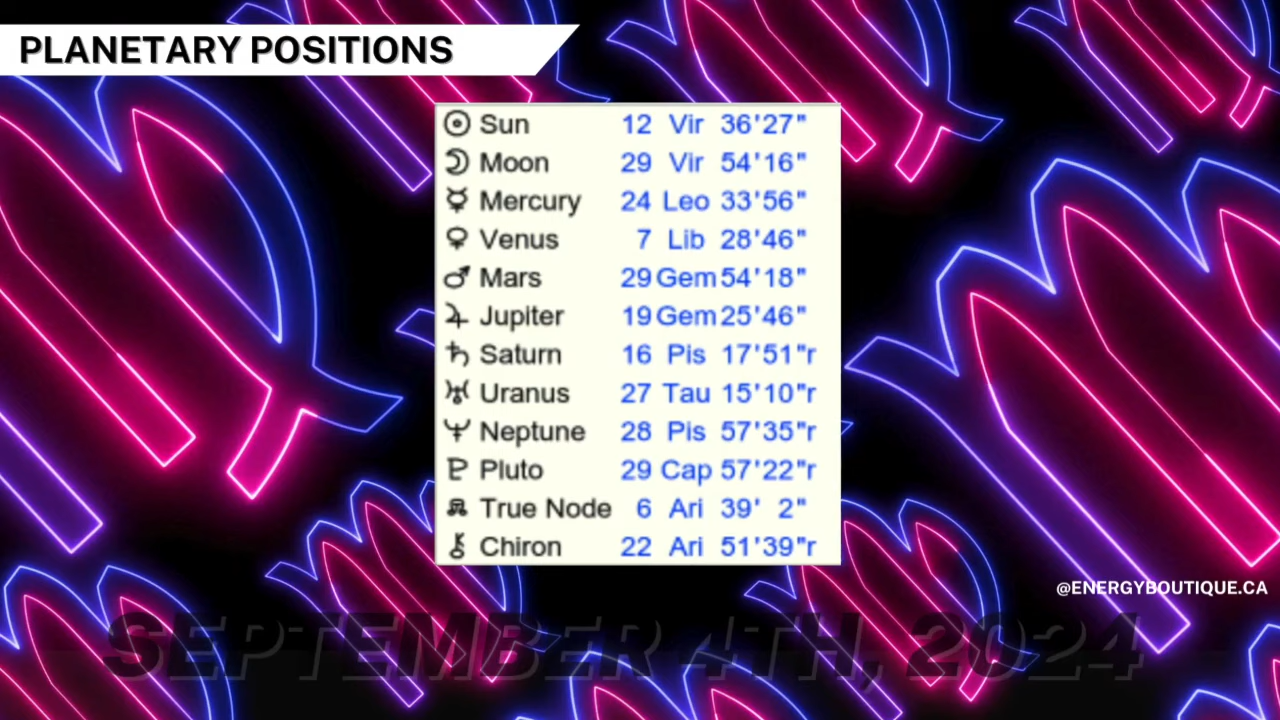 PLANETARY POSITIONS
Sun 12 Vir 36'27"
Moon 29 Vir 54'16"
Mercury 24 Leo 33'56"
Venus 7 Lib 28'46"
Mars 29 Gem 54'18"
Jupiter 19 Gem 25'46"
Saturn 16 Pis 17'51"r
Uranus 27 Tau 15'10"r
Neptune 28 Pis 57'35"r
Pluto 29 Cap 57'22"r
True Node 6 Ari 39' 2"
Chiron 22 Ari 51'39"r
@ENERGYBOUTIQUE.CA
SEPTEMBER 4TH, 2024